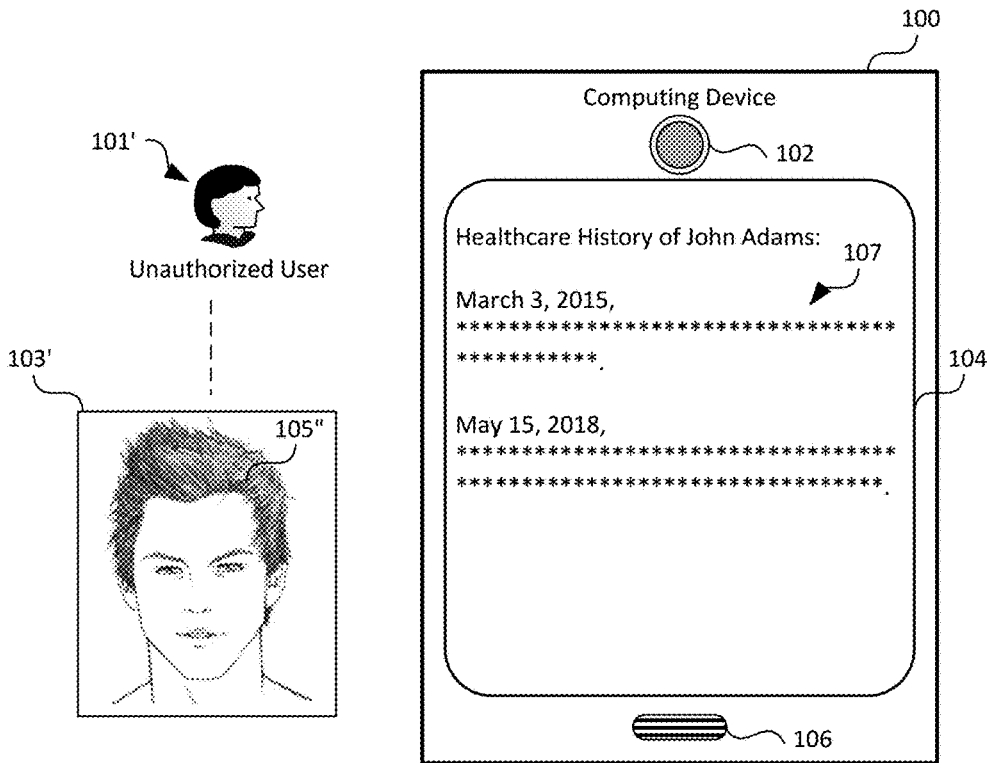 100
Computing Device
101'
102
Unauthorized User
Healthcare History of John Adams:
107
March 3, 2015,
**********************************
***********.
103'
104
105"
May 15, 2018,
**********************************
*********************************.
106